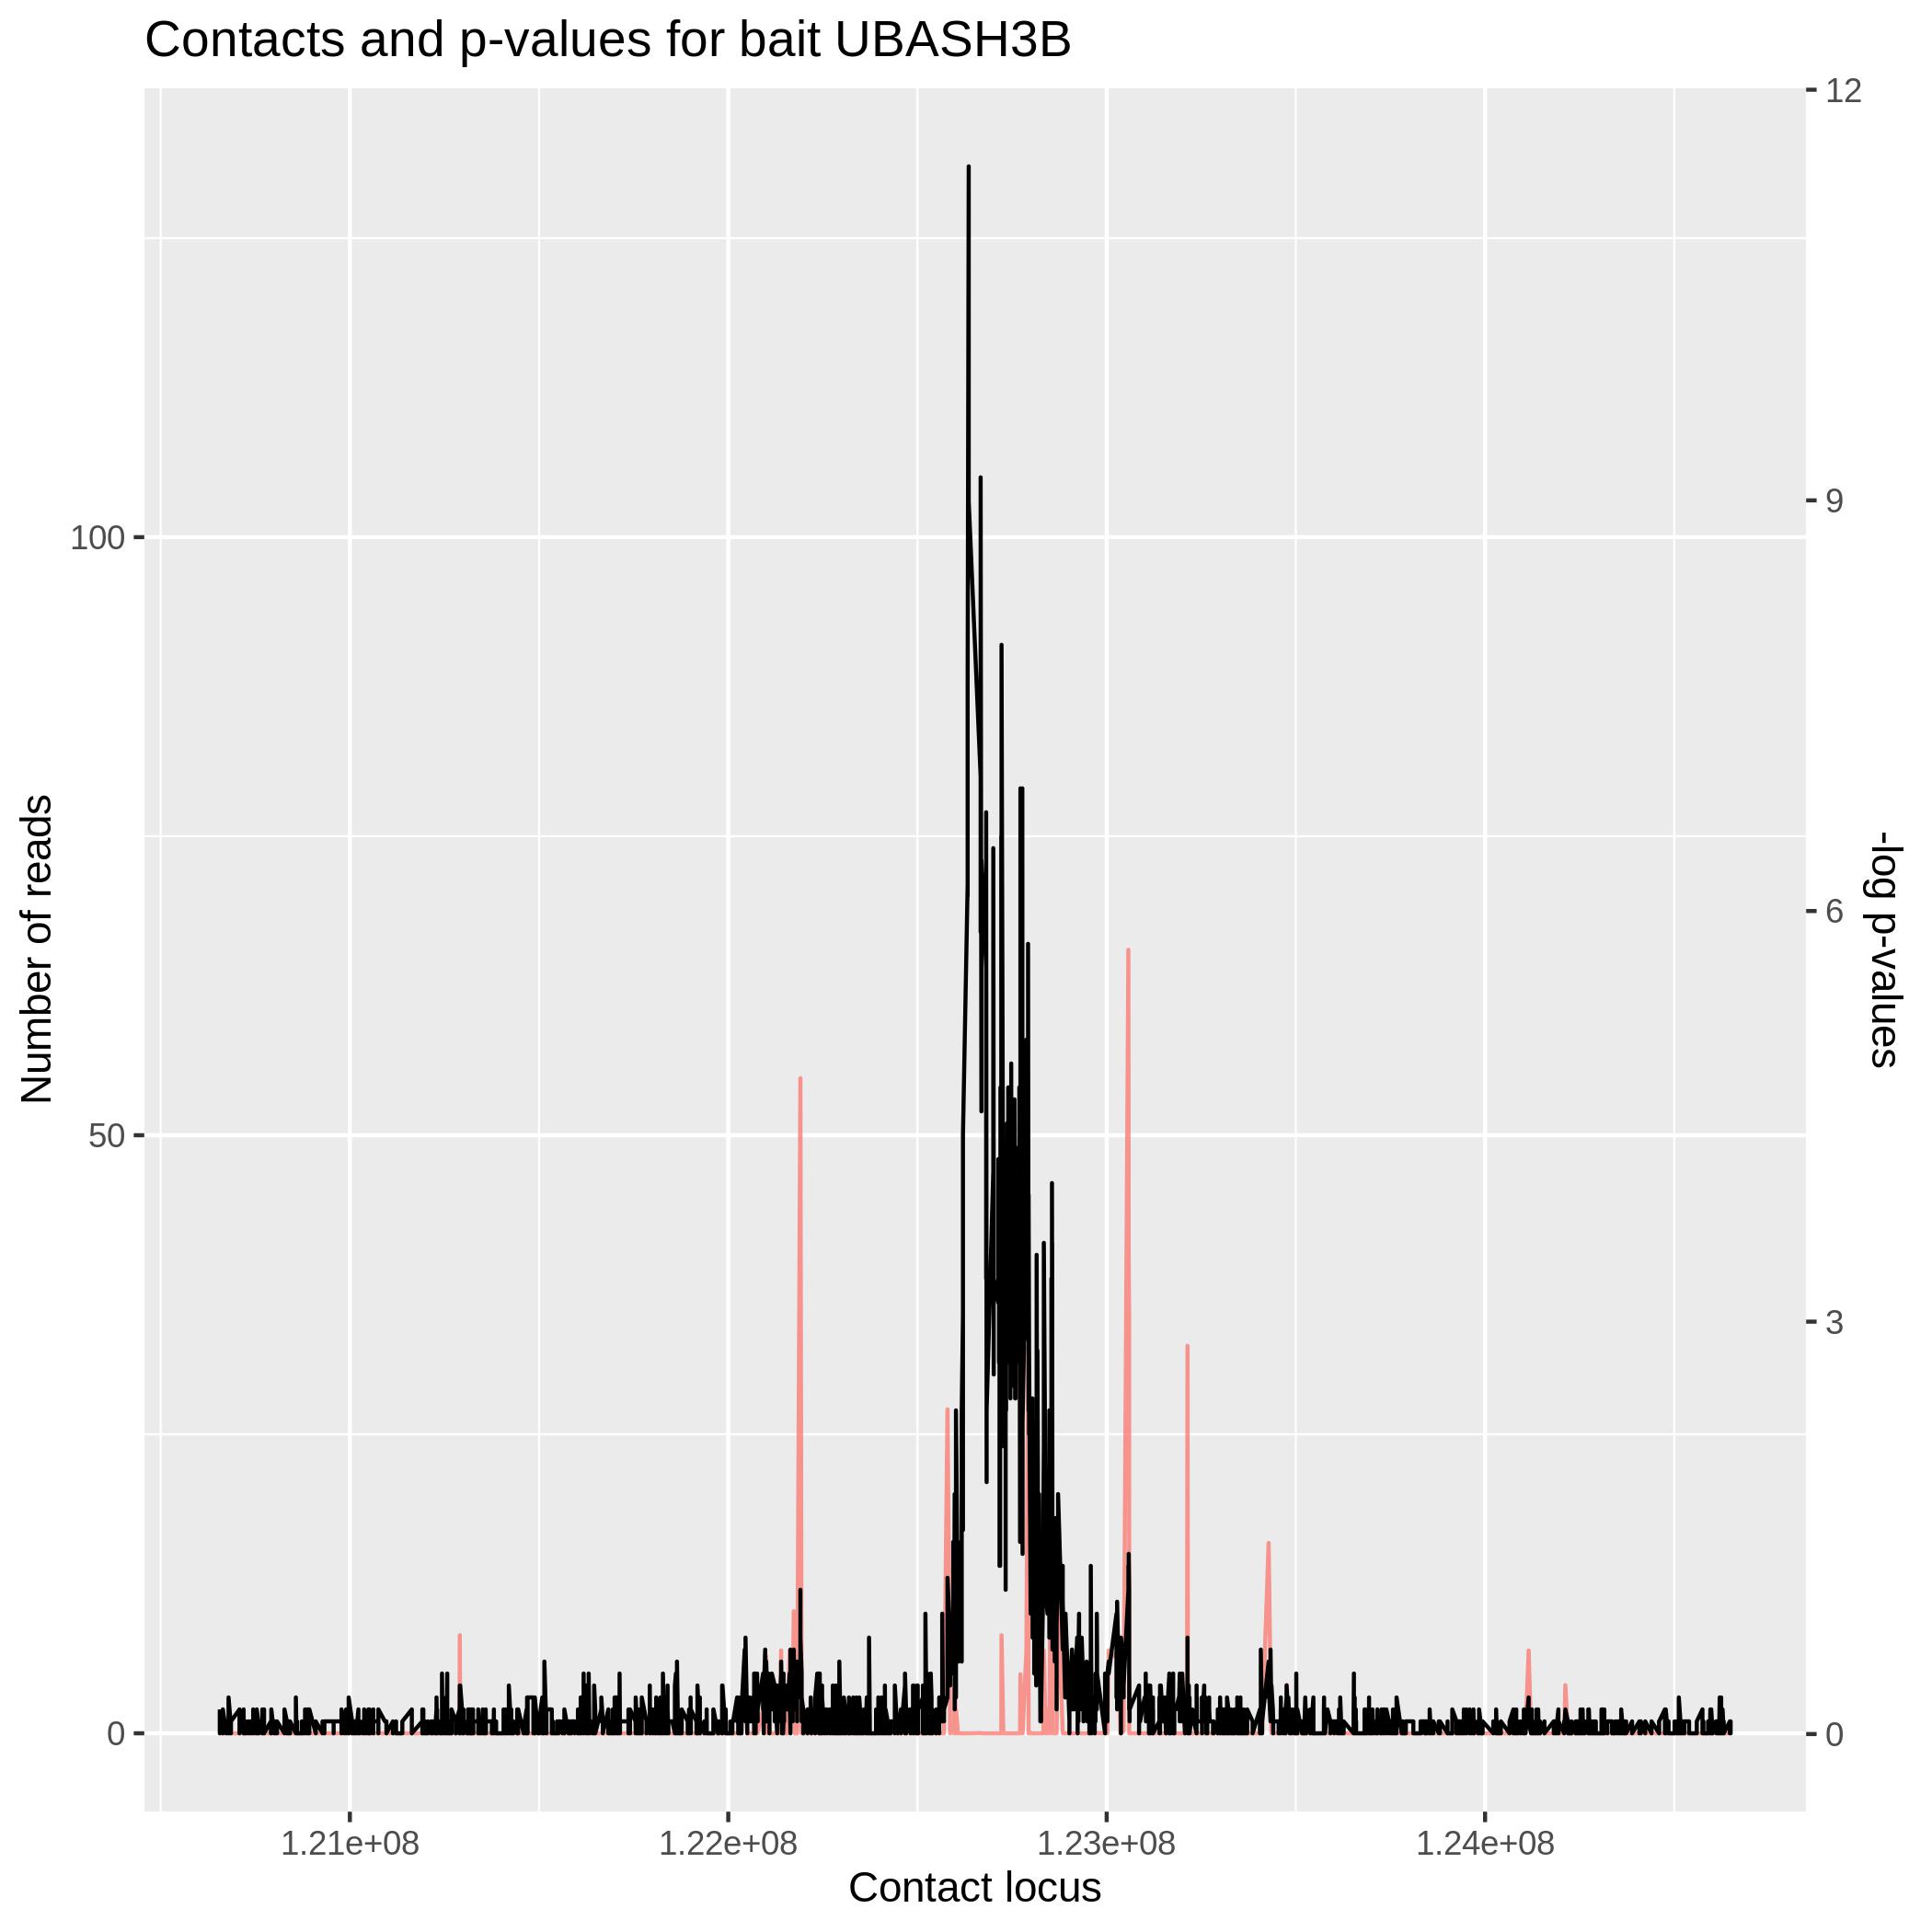 Contacts and p-values for bait UBASH3B
12
9
6
3
0
100
50
0
Number of reads
-log p-values
1.21e+08
1.22e+08
1.23e+08
1.24e+08
Contact locus